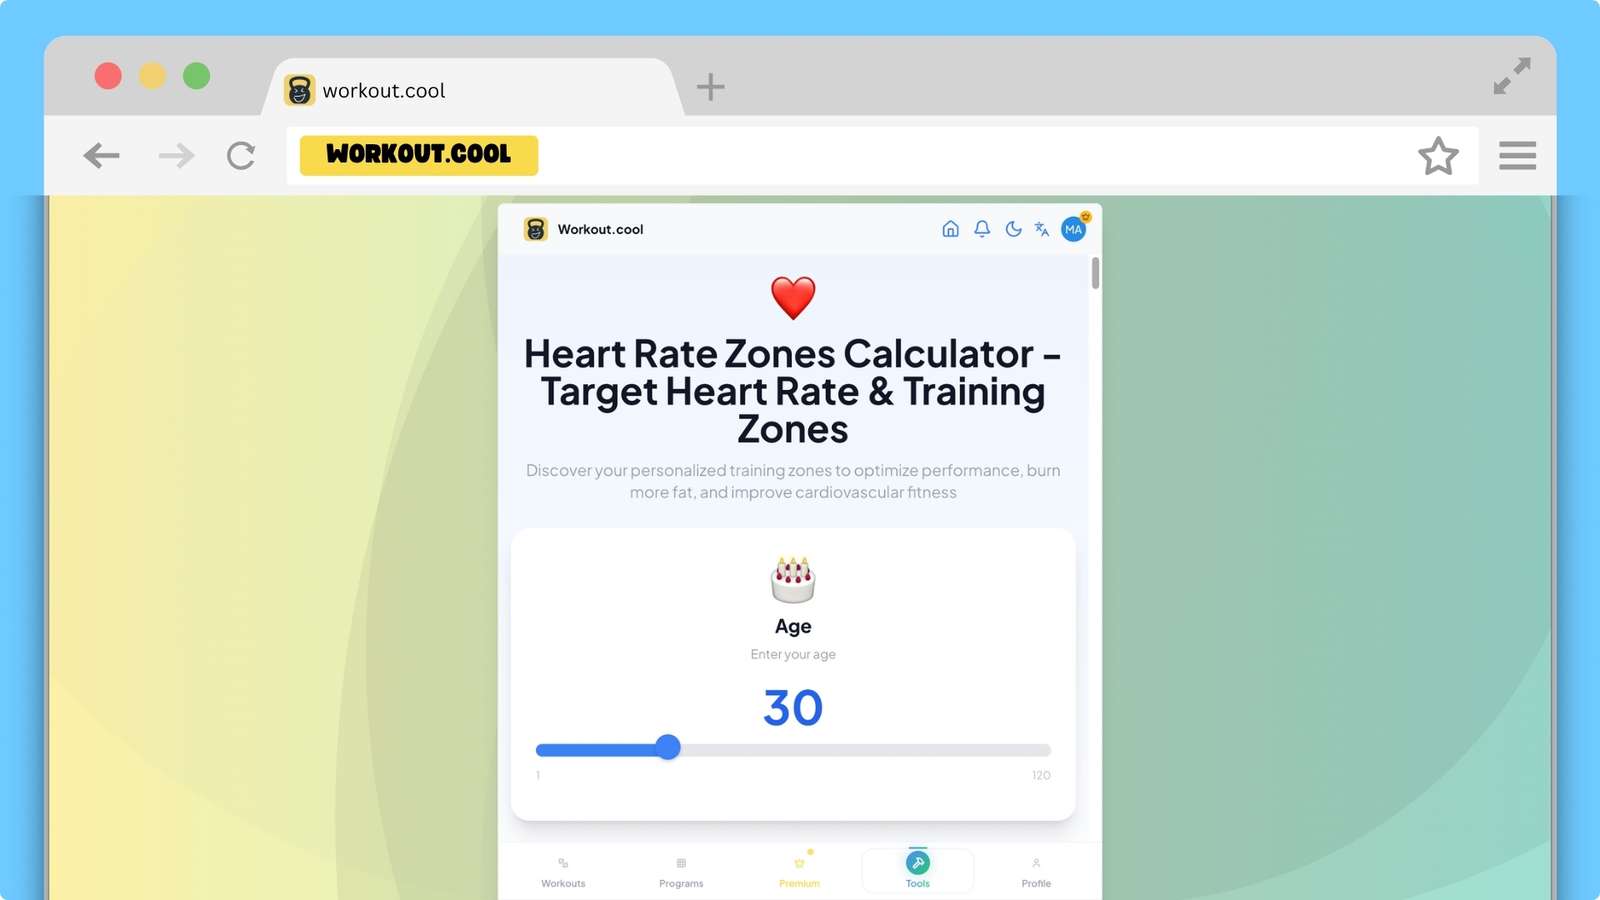 workout.cool
WORKOUT.COOL
Workout.cool
MA
Heart Rate Zones Calculator –
Target Heart Rate & Training
Zones
Discover your personalized training zones to optimize performance, burn
more fat, and improve cardiovascular fitness
Age
Enter your age
30
1 120
Workouts Programs Premium Tools Profile